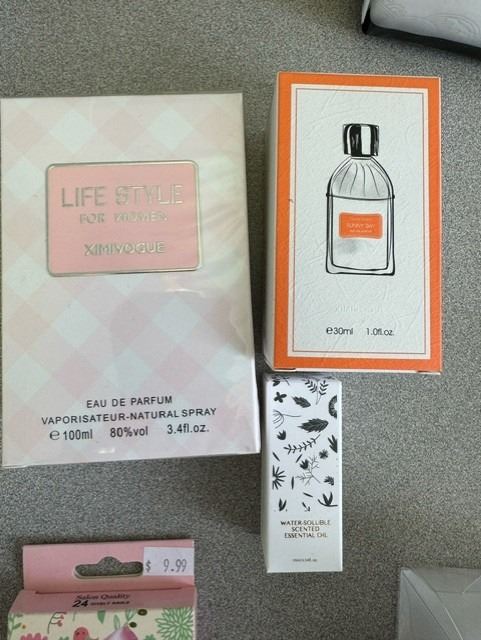 LIFE STYLE
FOR WOMEN
XIMIVOGUE
EAU DE PARFUM
VAPORISATEUR-NATURAL SPRAY
℮100ml 80%vol 3.4fl.oz.
SUNNY DAY
℮30ml 1.0fl.oz.
WATER-SOLUBLE
SCENTED
ESSENTIAL OIL
$ 9.99
Salon Quality
24